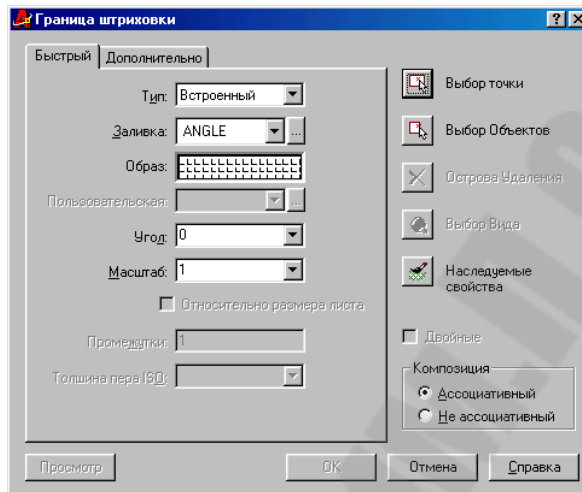 Граница штриховки
Быстрый Дополнительно
Тип: Встроенный
Заливка: ANGLE ...
Образ:
Пользовательская: ...
Угол: 0
Масштаб: 1
Относительно размера листа
Промежутки: 1
Толщина пера ISO:
Выбор точки
Выбор Объектов
Острова Удаления
Выбор Вида
Наследуемые
свойства
Двойные
Композиция
Ассоциативный
Не ассоциативный
Просмотр OK Отмена Справка